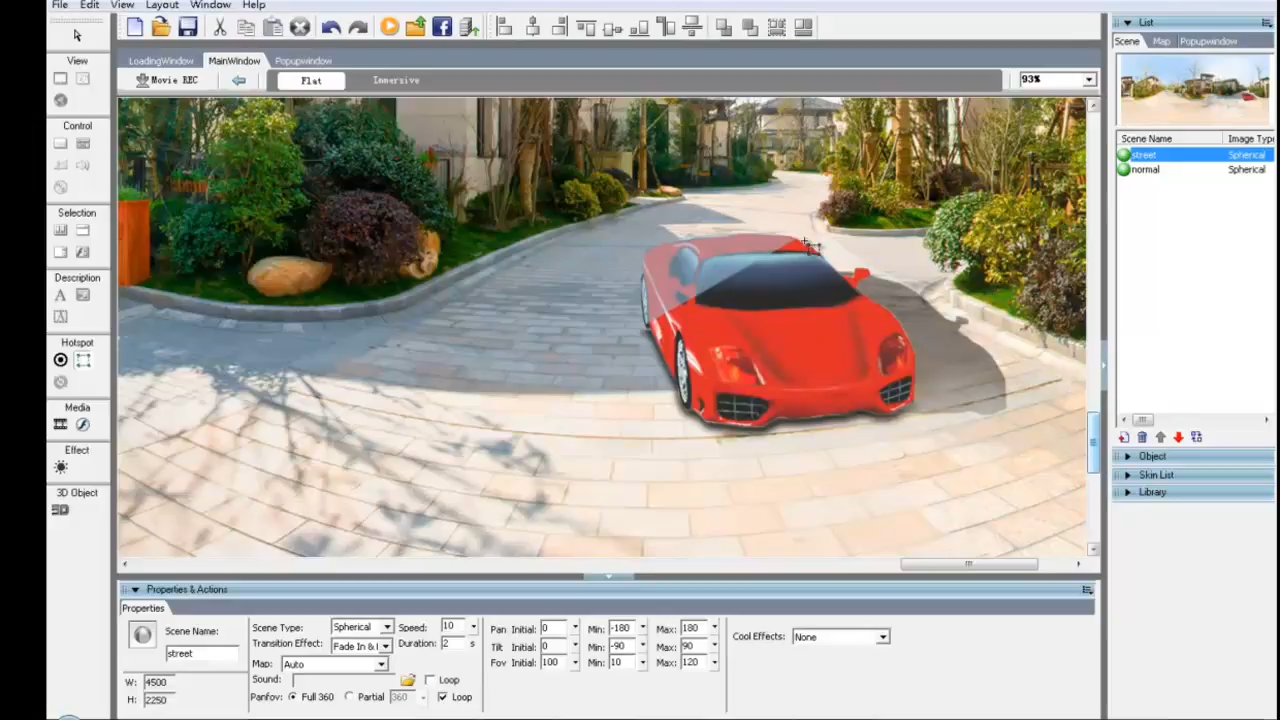 File Edit View Layout Window Help
View
Control
Selection
Description
Hotspot
Media
Effect
3D Object
LoadingWindow MainWindow Popupwindow
Movie REC Flat Immersive 93%
List
Scene Map Popupwindow
Scene Name Image Typ
street Spherical
normal Spherical
Object
Skin List
Library
Properties & Actions
Properties
Scene Name:
street
W: 4500
H: 2250
Scene Type: Spherical Speed: 10
Transition Effect: Fade In & Duration: 2 s
Map: Auto
Sound: Loop
Panfov: Full 360 Partial 360 Loop
Pan Initial: 0 Min: -180 Max: 180
Tilt Initial: 0 Min: -90 Max: 90
Fov Initial: 100 Min: 10 Max: 120
Cool Effects: None